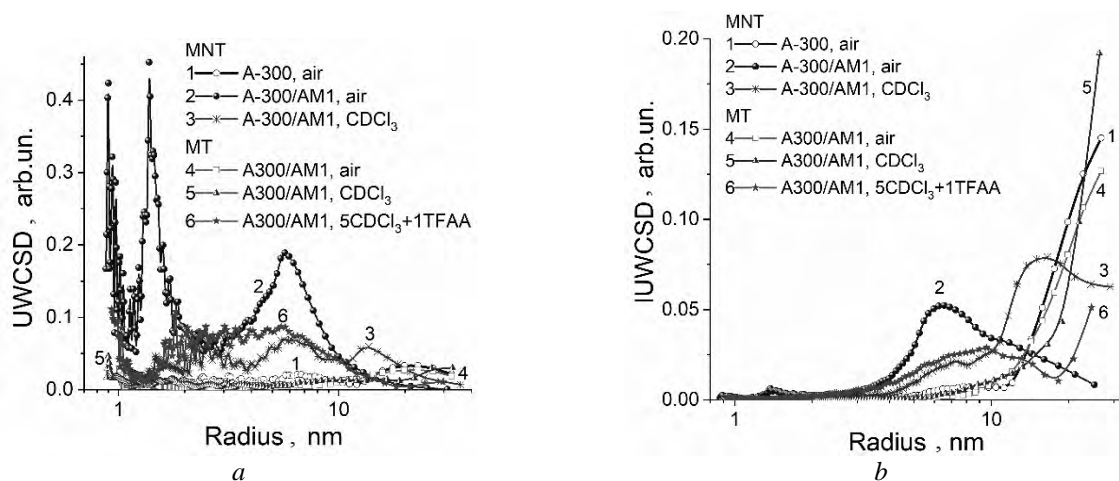 MNT
1 A-300, air
2 A-300/AM1, air
3 A-300/AM1, CDCl₃
MT
4 A300/AM1, air
5 A300/AM1, CDCl₃
6 A300/AM1, 5CDCl₃+1TFAA
UWCSD, arb.un.
0.4
0.3
0.2
0.1
0.0
2
6
3
1
5
4
1
10
Radius, nm
a
MNT
1 A-300, air
2 A-300/AM1, air
3 A-300/AM1, CDCl₃
MT
4 A300/AM1, air
5 A300/AM1, CDCl₃
6 A300/AM1, 5CDCl₃+1TFAA
IUWCSD, arb.un.
0.20
0.15
0.10
0.05
0.00
5
1
4
3
2
6
1
10
Radius, nm
b